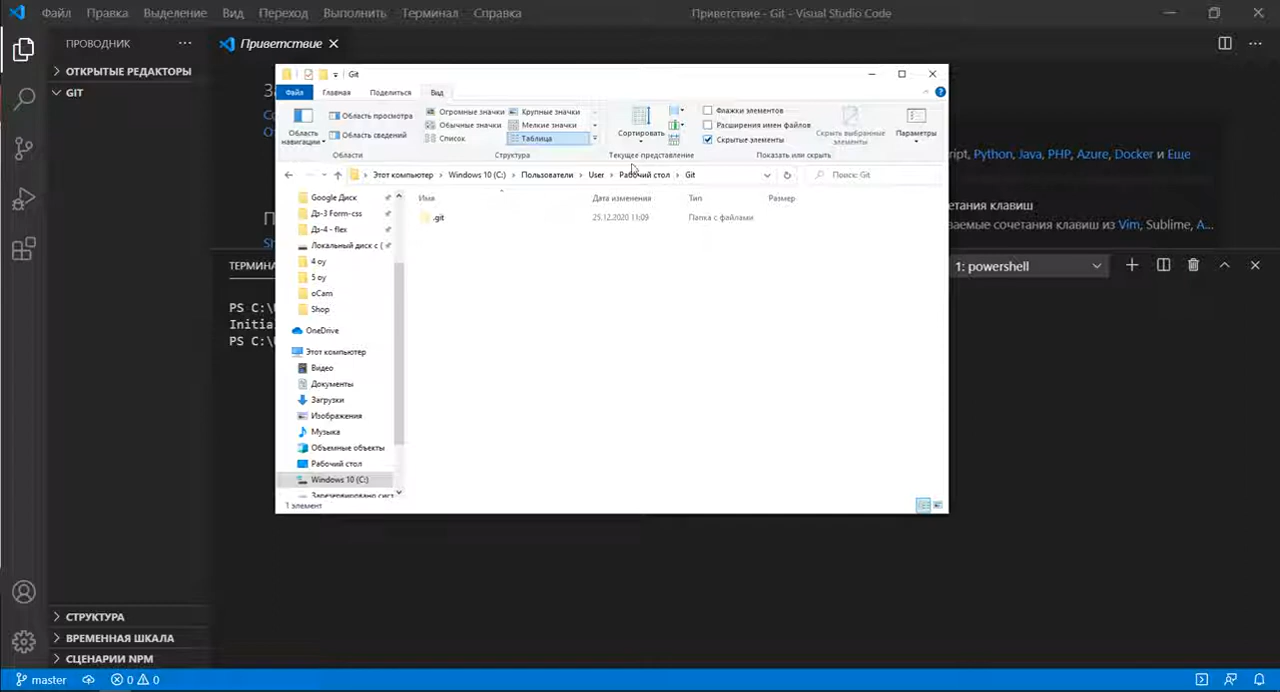 Файл Правка Выделение Вид Переход Выполнить Терминал Справка Приветствие - Git - Visual Studio Code
ПРОВОДНИК ··· Приветствие
ОТКРЫТЫЕ РЕДАКТОРЫ
GIT
Git
Файл Главная Поделиться Вид
Область навигации
Область просмотра
Область сведений
Области
Огромные значки Крупные значки
Обычные значки Мелкие значки
Список Таблица
Структура
Сортировать
Текущее представление
Флажки элементов
Расширения имен файлов
Скрытые элементы
Скрыть выбранные элементы
Показать или скрыть
Параметры
Этот компьютер › Windows 10 (C:) › Пользователи › User › Рабочий стол › Git
Поиск: Git
Имя Дата изменения Тип Размер
.git 25.12.2020 11:09 Папка с файлами
Google Диск
Дз-3 Form-css
Дз-4 - flex
Локальный диск с (
4 оу
5 оу
oCam
Shop
OneDrive
Этот компьютер
Видео
Документы
Загрузки
Изображения
Музыка
Объемные объекты
Рабочий стол
Windows 10 (C:)
Зарезервировано сист
1 элемент
ript, Python, Java, PHP, Azure, Docker и Еще
етания клавиш
ваемые сочетания клавиш из Vim, Sublime, A...
ТЕРМИНА
1: powershell
PS C:\
Initia
PS C:\
СТРУКТУРА
ВРЕМЕННАЯ ШКАЛА
СЦЕНАРИИ NPM
master 0 0